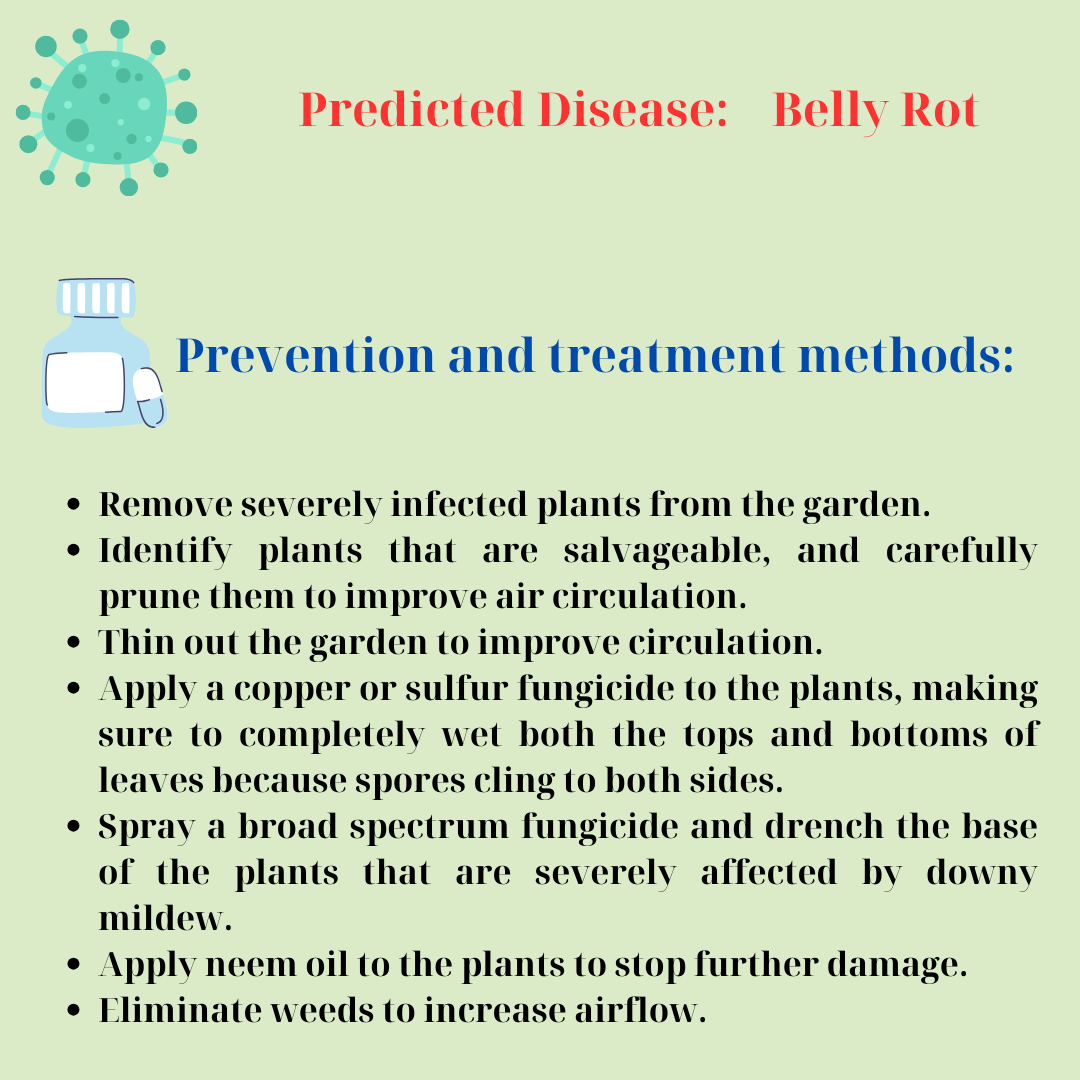 Predicted Disease: Belly Rot
Prevention and treatment methods:
• Remove severely infected plants from the garden.
• Identify plants that are salvageable, and carefully
prune them to improve air circulation.
• Thin out the garden to improve circulation.
• Apply a copper or sulfur fungicide to the plants, making
sure to completely wet both the tops and bottoms of
leaves because spores cling to both sides.
• Spray a broad spectrum fungicide and drench the base
of the plants that are severely affected by downy
mildew.
• Apply neem oil to the plants to stop further damage.
• Eliminate weeds to increase airflow.